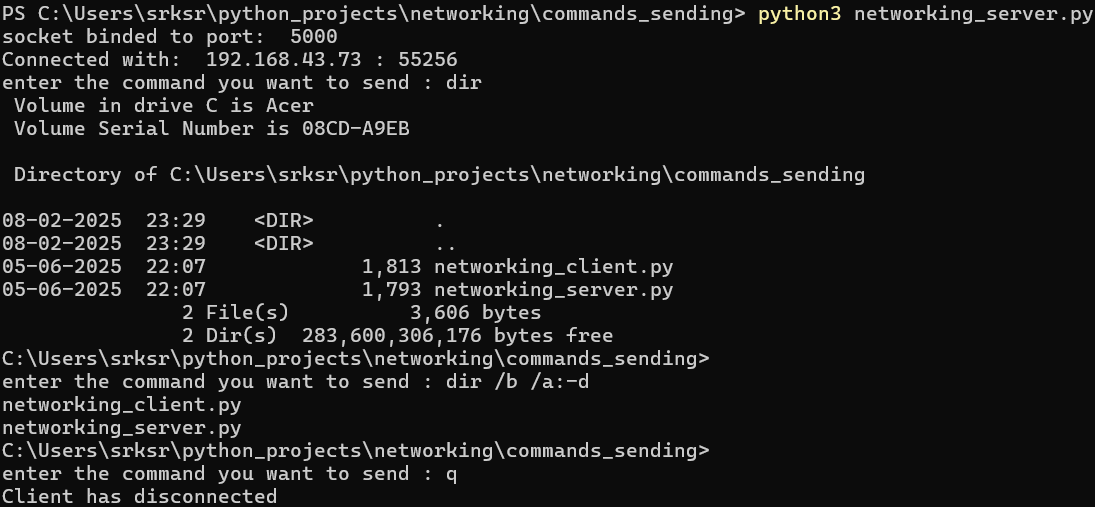 PS C:\Users\srksr\python_projects\networking\commands_sending> python3 networking_server.py
socket binded to port:  5000
Connected with:  192.168.43.73 : 55256
enter the command you want to send : dir
 Volume in drive C is Acer
 Volume Serial Number is 08CD-A9EB
 Directory of C:\Users\srksr\python_projects\networking\commands_sending
08-02-2025  23:29    <DIR>          .
08-02-2025  23:29    <DIR>          ..
05-06-2025  22:07             1,813 networking_client.py
05-06-2025  22:07             1,793 networking_server.py
               2 File(s)          3,606 bytes
               2 Dir(s)  283,600,306,176 bytes free
C:\Users\srksr\python_projects\networking\commands_sending>
enter the command you want to send : dir /b /a:-d
networking_client.py
networking_server.py
C:\Users\srksr\python_projects\networking\commands_sending>
enter the command you want to send : q
Client has disconnected